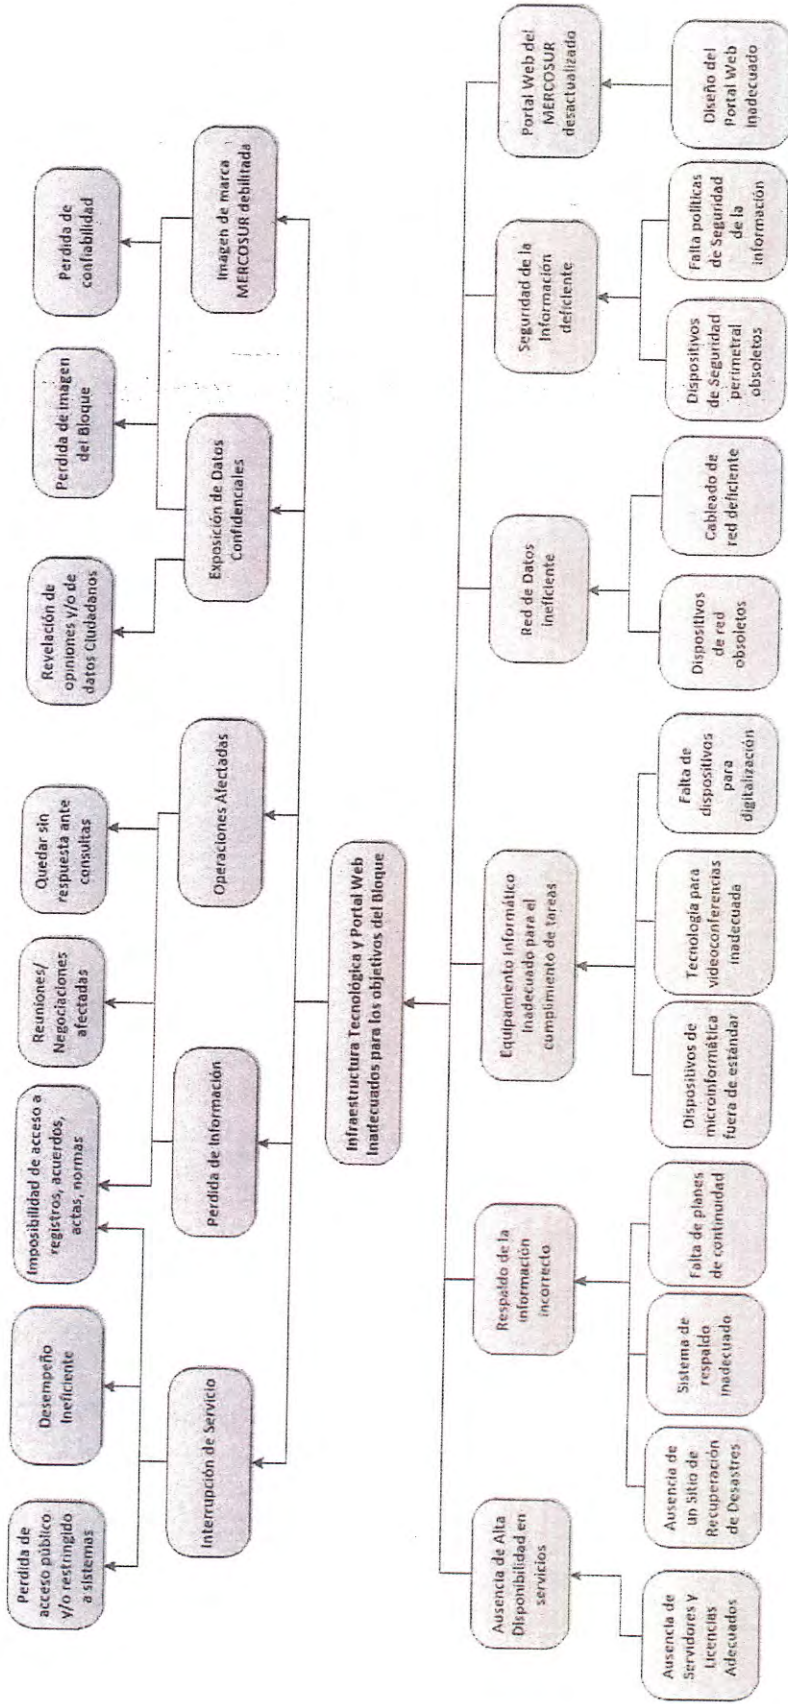 Perdida de
acceso público
y/o restringido
a sistemas
Desempeño
Ineficiente
Imposibilidad de acceso a
registros, acuerdos,
actas, normas
Reuniones/
Negociaciones
afectadas
Quedar sin
respuesta ante
consultas
Revelación de
opiniones y/o de
datos Ciudadanos
Perdida de imagen
del Bloque
Perdida de
confiabilidad
Interrupción de Servicio
Perdida de Información
Operaciones Afectadas
Exposición de Datos
Confidenciales
Imagen de marca
MERCOSUR debilitada
Infraestructura Tecnológica y Portal Web
Inadecuados para los objetivos del Bloque
Ausencia de Alta
Disponibilidad en
servicios
Respaldo de la
información
incorrecto
Equipamiento Informático
Inadecuado para el
cumplimiento de tareas
Red de Datos
ineficiente
Seguridad de la
Información
deficiente
Portal Web del
MERCOSUR
desactualizado
Ausencia de
Servidores y
Licencias
Adecuados
Ausencia de
un Sitio de
Recuperación
de Desastres
Sistema de
respaldo
inadecuado
Falta de planes
de continuidad
Dispositivos de
microinformática
fuera de estándar
Tecnología para
videoconferencias
inadecuada
Falta de
dispositivos
para
digitalización
Dispositivos
de red
obsoletos
Cableado de
red deficiente
Dispositivos
de Seguridad
perimetral
obsoletos
Falta políticas
de Seguridad
de la
información
Diseño del
Portal Web
Inadecuado